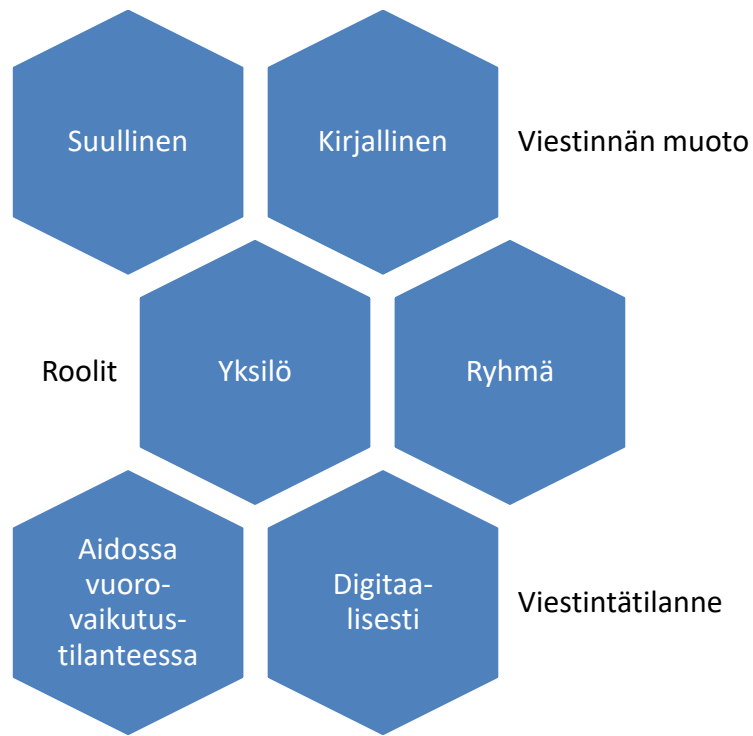 Suullinen
Kirjallinen
Viestinnän muoto
Roolit
Yksilö
Ryhmä
Aidossa
vuoro-
vaikutus-
tilanteessa
Digitaa-
lisesti
Viestintätilanne